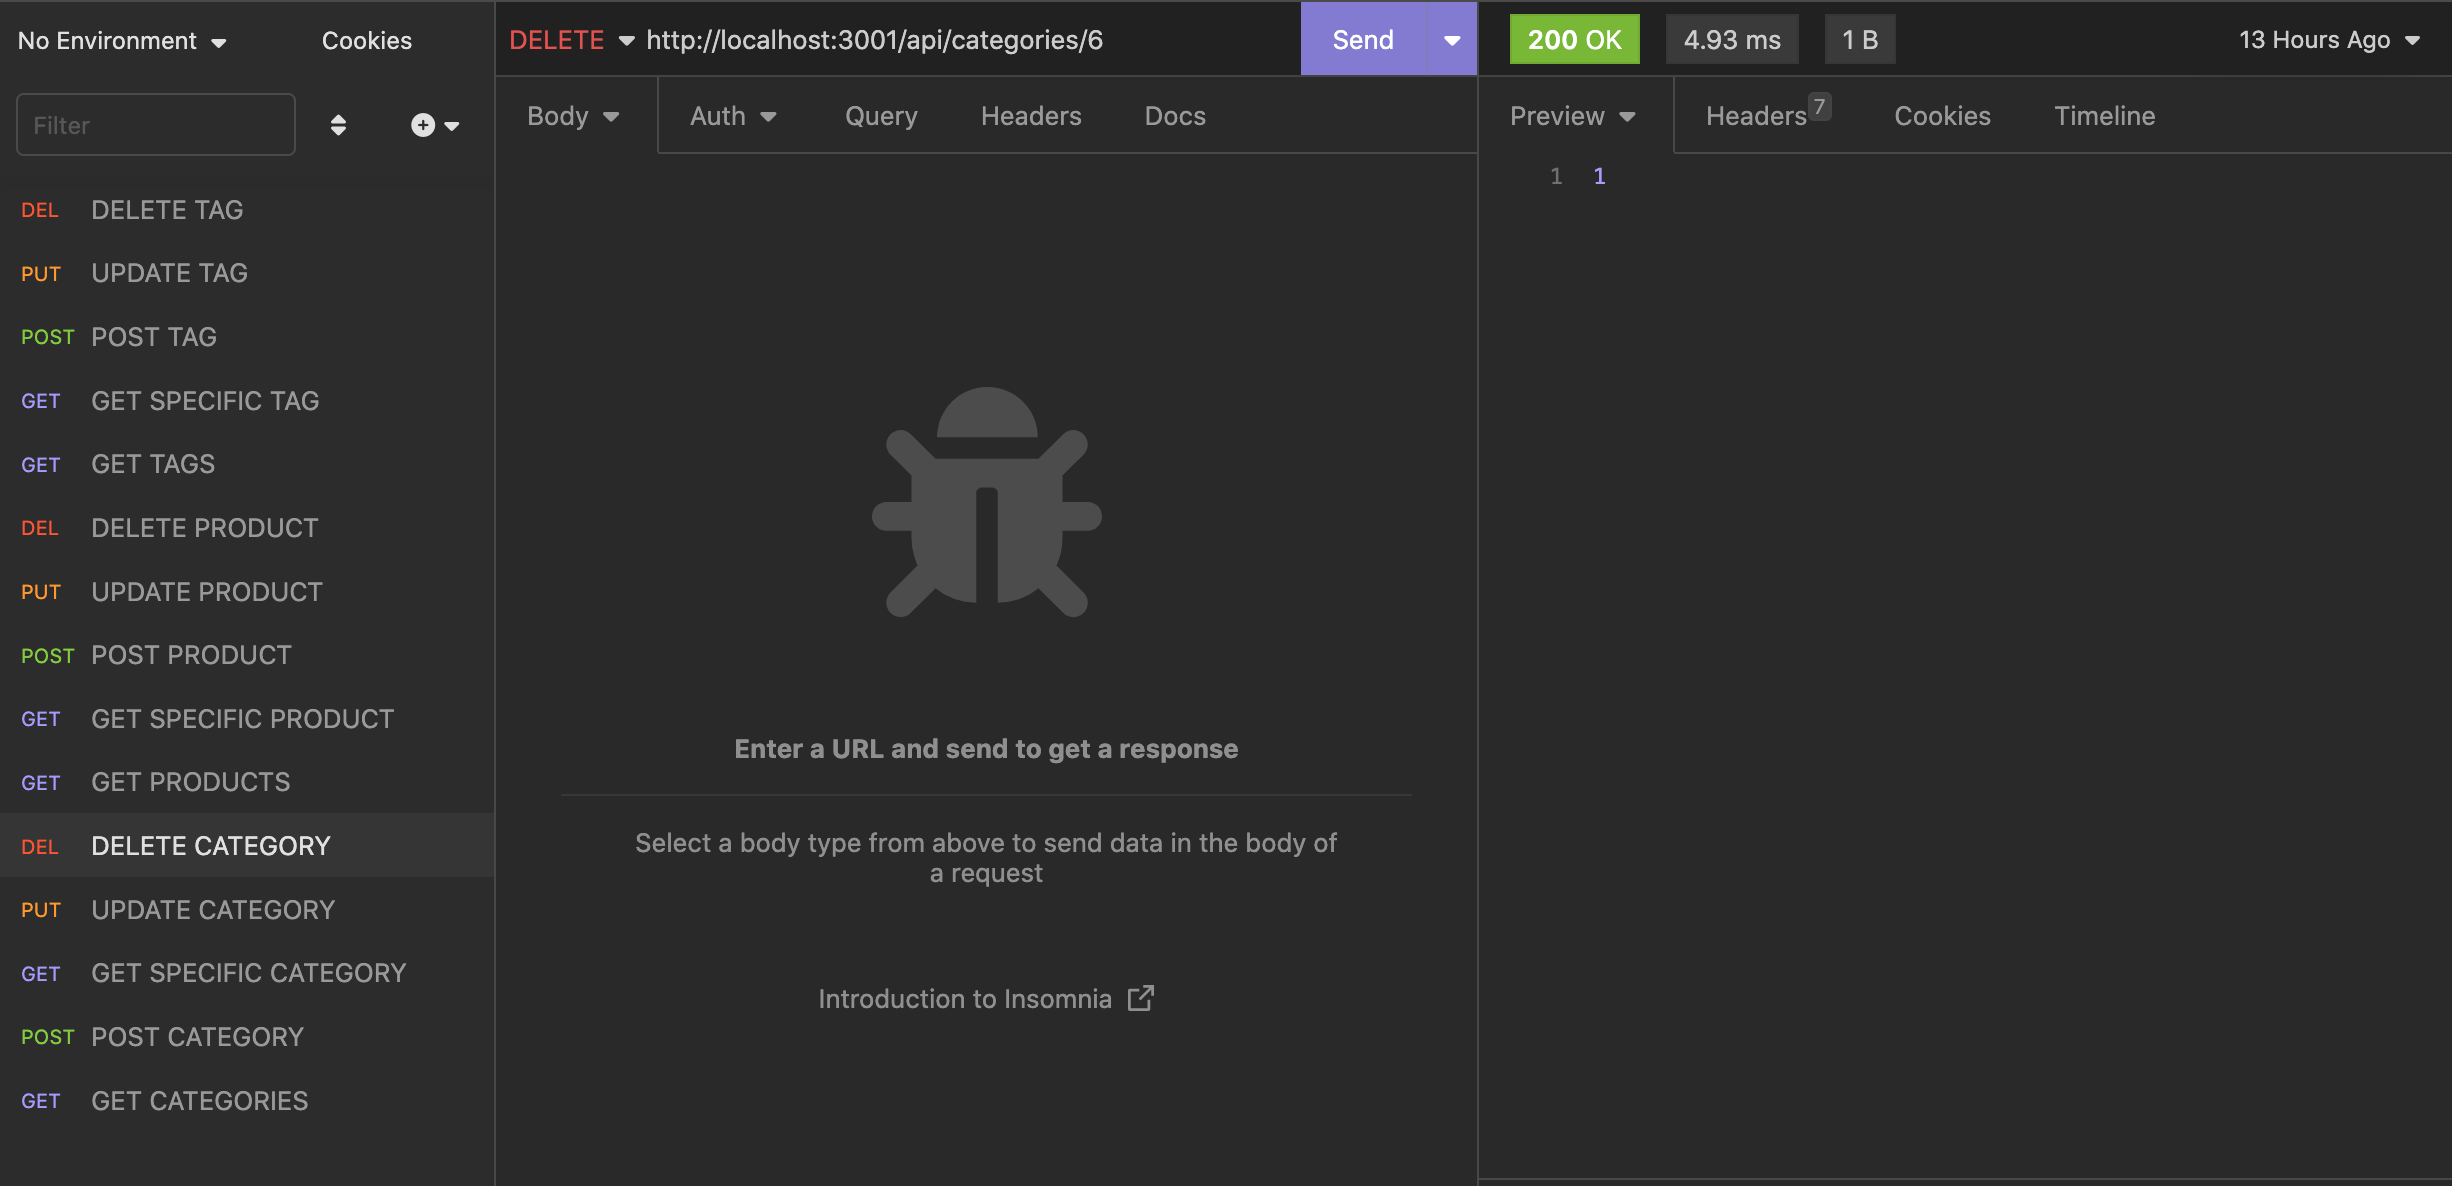 No Environment
Cookies
Filter
DEL DELETE TAG
PUT UPDATE TAG
POST POST TAG
GET GET SPECIFIC TAG
GET GET TAGS
DEL DELETE PRODUCT
PUT UPDATE PRODUCT
POST POST PRODUCT
GET GET SPECIFIC PRODUCT
GET GET PRODUCTS
DEL DELETE CATEGORY
PUT UPDATE CATEGORY
GET GET SPECIFIC CATEGORY
POST POST CATEGORY
GET GET CATEGORIES
DELETE http://localhost:3001/api/categories/6 Send
Body Auth Query Headers Docs
Enter a URL and send to get a response
Select a body type from above to send data in the body of
a request
Introduction to Insomnia
200 OK 4.93 ms 1 B 13 Hours Ago
Preview Headers 7 Cookies Timeline
1 1